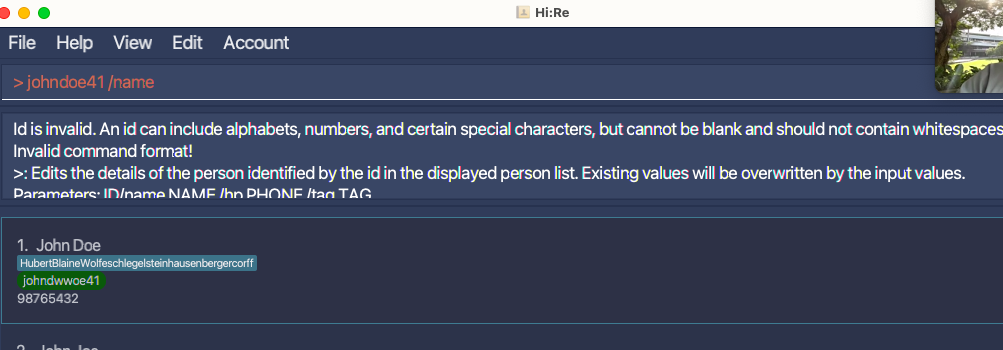 Hi:Re
File Help View Edit Account
> johndoe41 /name
Id is invalid. An id can include alphabets, numbers, and certain special characters, but cannot be blank and should not contain whitespaces
Invalid command format!
>: Edits the details of the person identified by the id in the displayed person list. Existing values will be overwritten by the input values.
Parameters: ID/name NAME /hp PHONE /tag TAG
1. John Doe
HubertBlaineWolfeschlegelsteinhausenbergercorff
johndwwoe41
98765432
2. John Joe